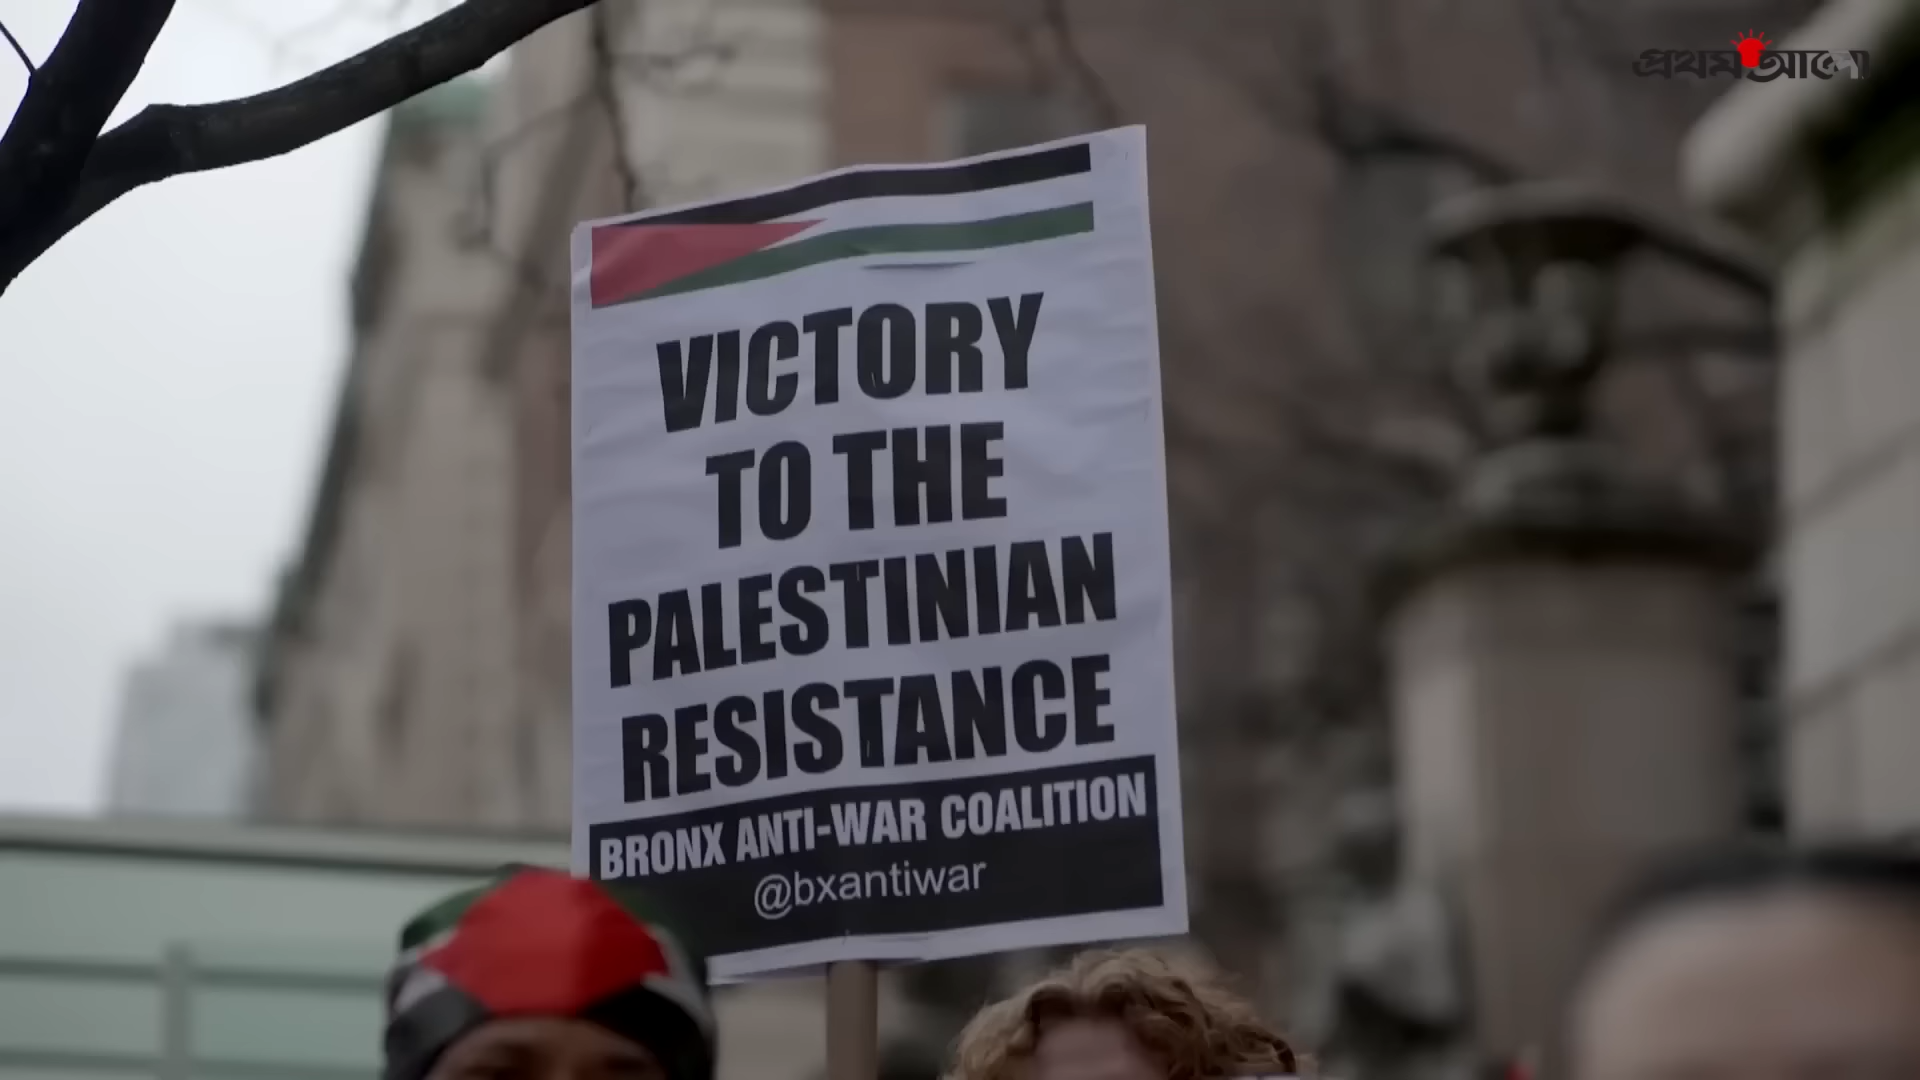 প্রথম আলো
VICTORY
TO THE
PALESTINIAN
RESISTANCE
BRONX ANTI-WAR COALITION
@bxantiwar